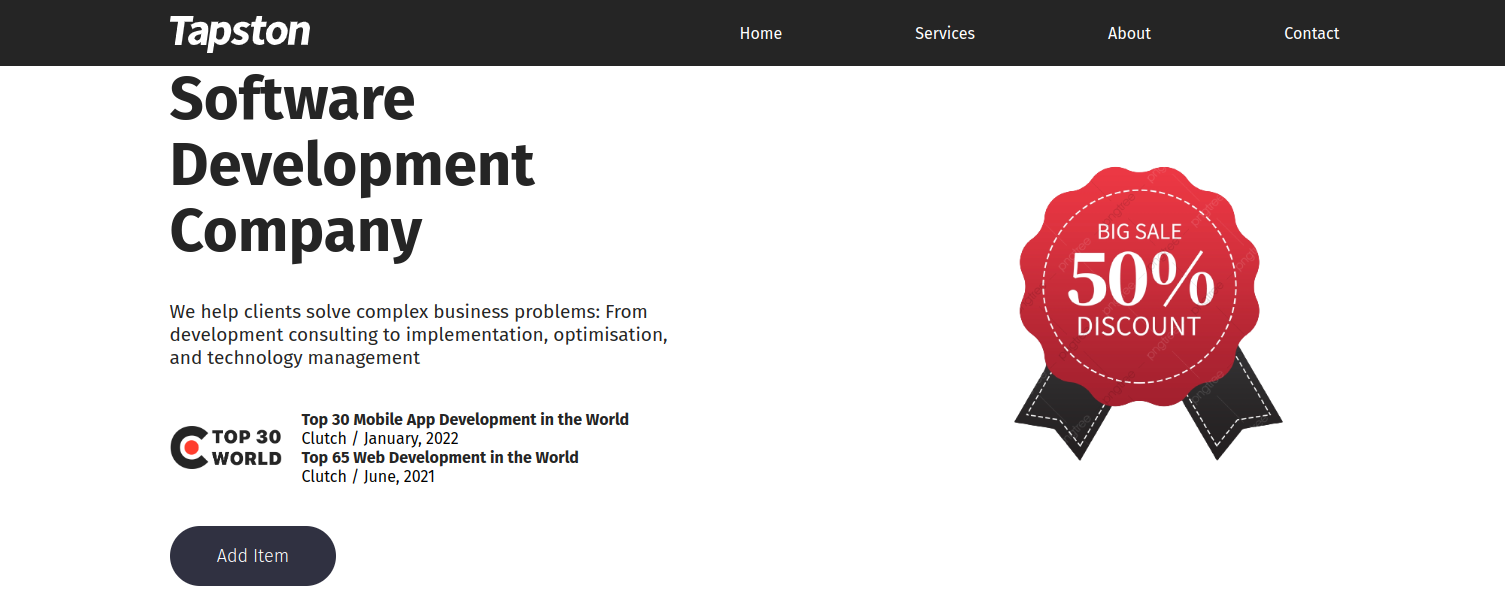 Tapston
Home
Services
About
Contact
Software
Development
Company
We help clients solve complex business problems: From
development consulting to implementation, optimisation,
and technology management
TOP 30
WORLD
Top 30 Mobile App Development in the World
Clutch / January, 2022
Top 65 Web Development in the World
Clutch / June, 2021
Add Item
BIG SALE
50%
DISCOUNT
pngtree